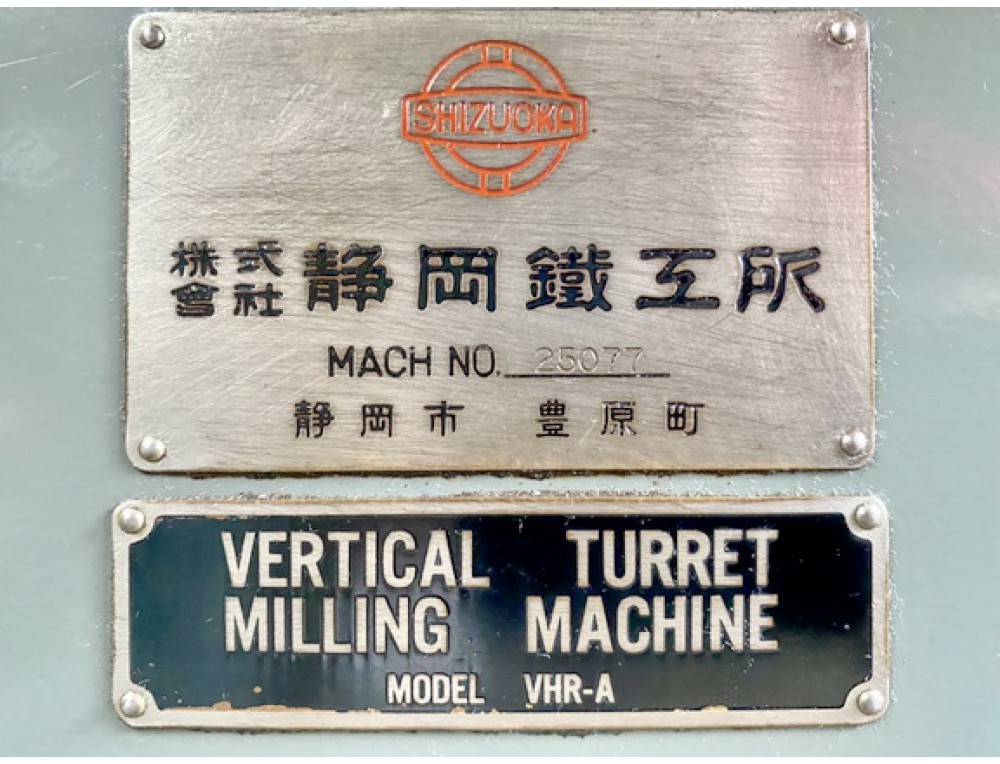 SHIZUOKA
株式會社 静岡鐵工所
MACH NO. 25077
静岡市 豊原町
VERTICAL TURRET
MILLING MACHINE
MODEL VHR-A